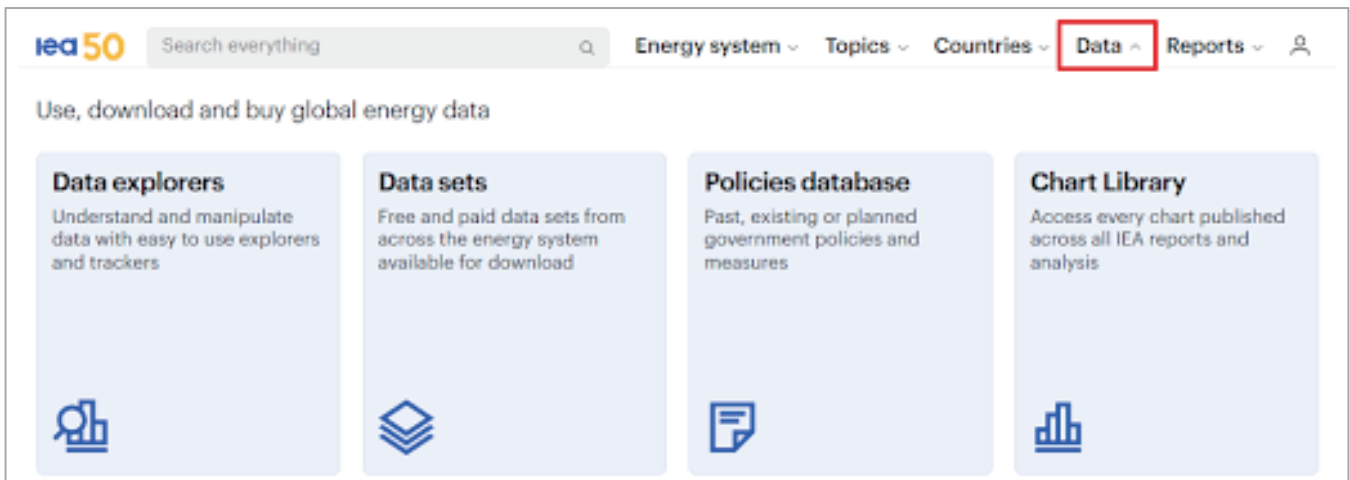 iea 50 Search everything Energy system Topics Countries Data Reports
Use, download and buy global energy data
Data explorers
Understand and manipulate
data with easy to use explorers
and trackers
Data sets
Free and paid data sets from
across the energy system
available for download
Policies database
Past, existing or planned
government policies and
measures
Chart Library
Access every chart published
across all IEA reports and
analysis